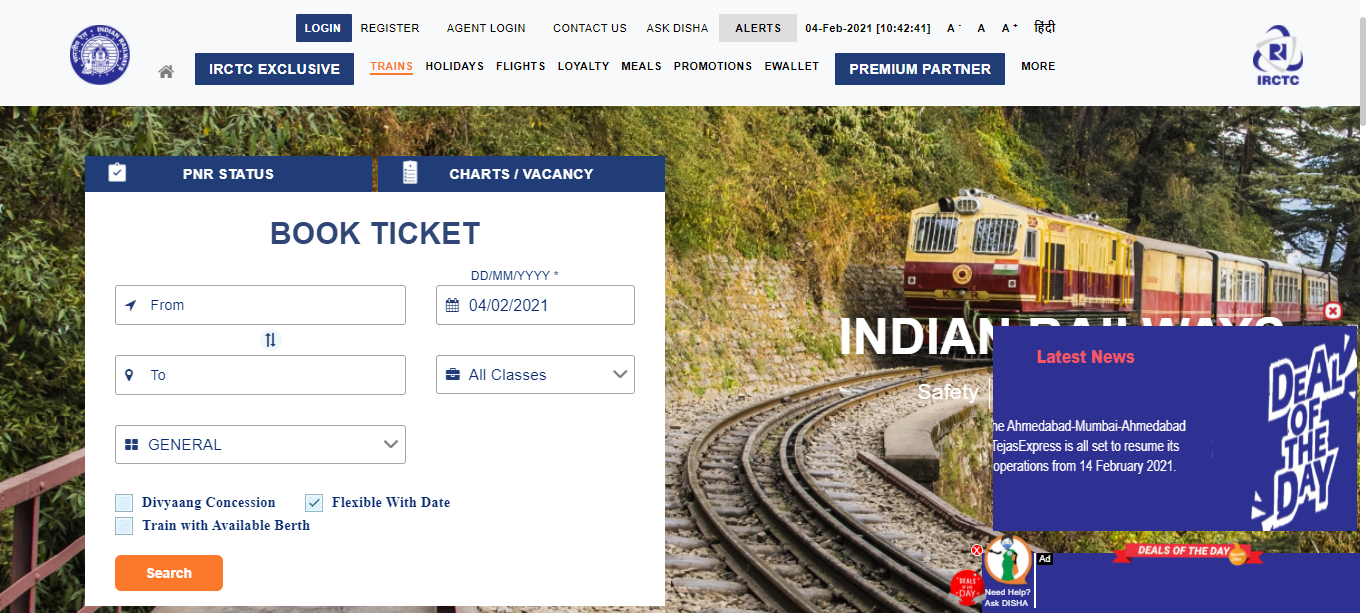 LOGIN REGISTER AGENT LOGIN CONTACT US ASK DISHA ALERTS 04-Feb-2021 [10:42:41] A - A A + हिंदी
INDIAN RAILWAYS
IRCTC EXCLUSIVE TRAINS HOLIDAYS FLIGHTS LOYALTY MEALS PROMOTIONS EWALLET PREMIUM PARTNER MORE
IRCTC
PNR STATUS CHARTS / VACANCY
BOOK TICKET
DD/MM/YYYY *
From 04/02/2021
To All Classes
GENERAL
Divyaang Concession Flexible With Date
Train with Available Berth
Search
INDIAN RAILWAYS
Safety
Latest News
he Ahmedabad-Mumbai-Ahmedabad
TejasExpress is all set to resume its
operations from 14 February 2021.
DEAL
OF
THE
DAY
DEALS OF THE DAY
Ad
DEALS
DAY
Need Help?
Ask DISHA